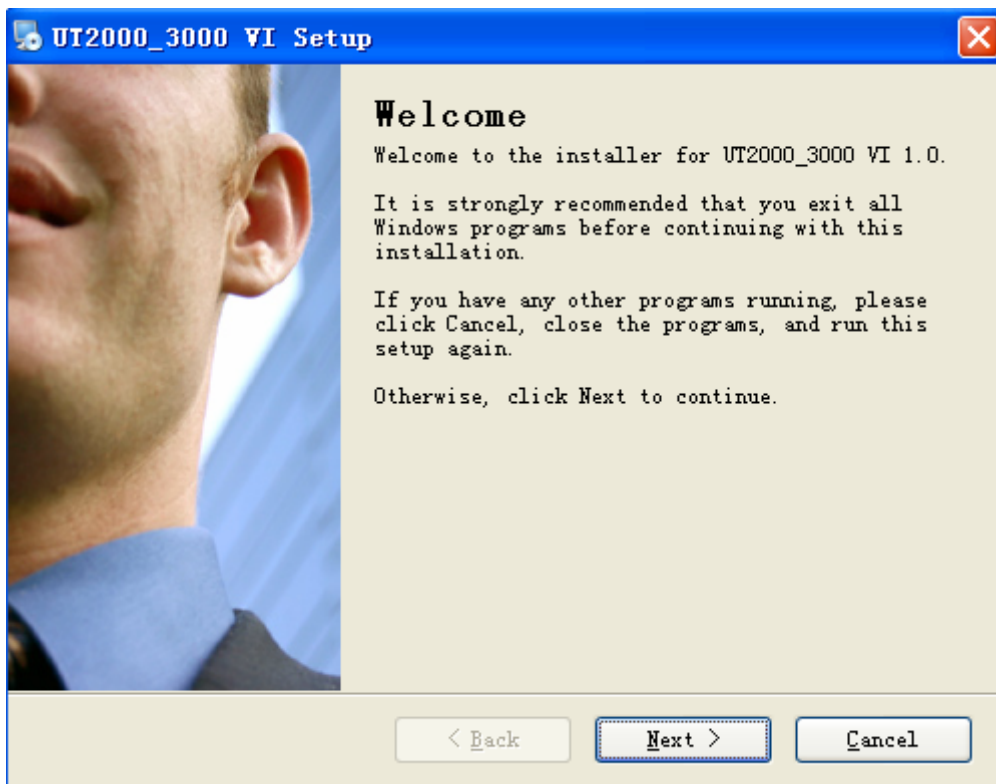 UT2000_3000 VI Setup
Welcome
Welcome to the installer for UT2000_3000 VI 1.0.
It is strongly recommended that you exit all
Windows programs before continuing with this
installation.
If you have any other programs running, please
click Cancel, close the programs, and run this
setup again.
Otherwise, click Next to continue.
< Back
Next >
Cancel